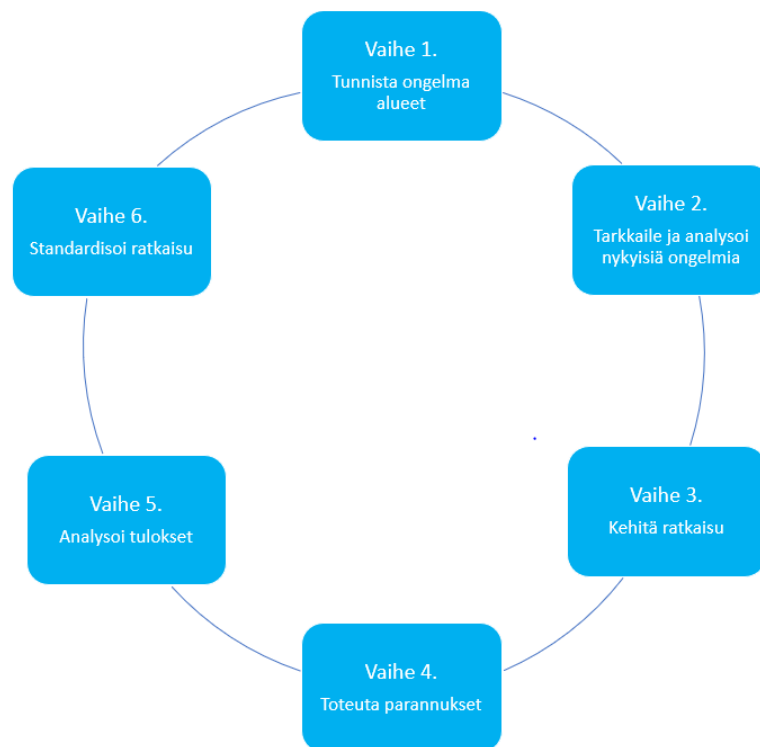 Vaihe 1.
Tunnista ongelma
alueet
Vaihe 2.
Tarkkaile ja analysoi
nykyisiä ongelmia
Vaihe 3.
Kehitä ratkaisu
Vaihe 4.
Toteuta parannukset
Vaihe 5.
Analysoi tulokset
Vaihe 6.
Standardisoi ratkaisu